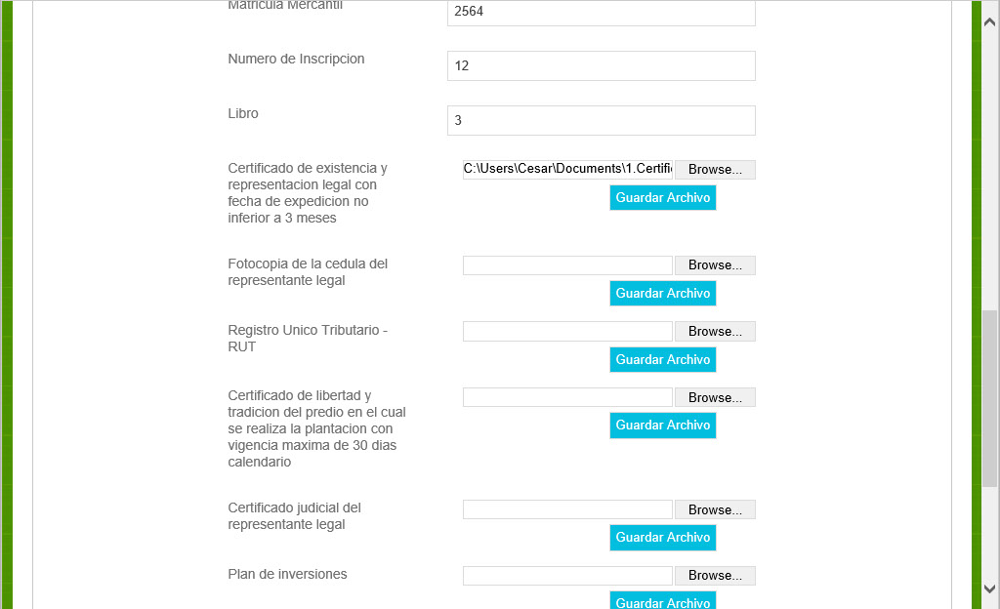 Matricula Mercantil
2564
Numero de Inscripcion
12
Libro
3
Certificado de existencia y
representacion legal con
fecha de expedicion no
inferior a 3 meses
C:\Users\Cesar\Documents\1.Certific
Browse...
Guardar Archivo
Fotocopia de la cedula del
representante legal
Browse...
Guardar Archivo
Registro Unico Tributario -
RUT
Browse...
Guardar Archivo
Certificado de libertad y
tradicion del predio en el cual
se realiza la plantacion con
vigencia maxima de 30 dias
calendario
Browse...
Guardar Archivo
Certificado judicial del
representante legal
Browse...
Guardar Archivo
Plan de inversiones
Browse...
Guardar Archivo